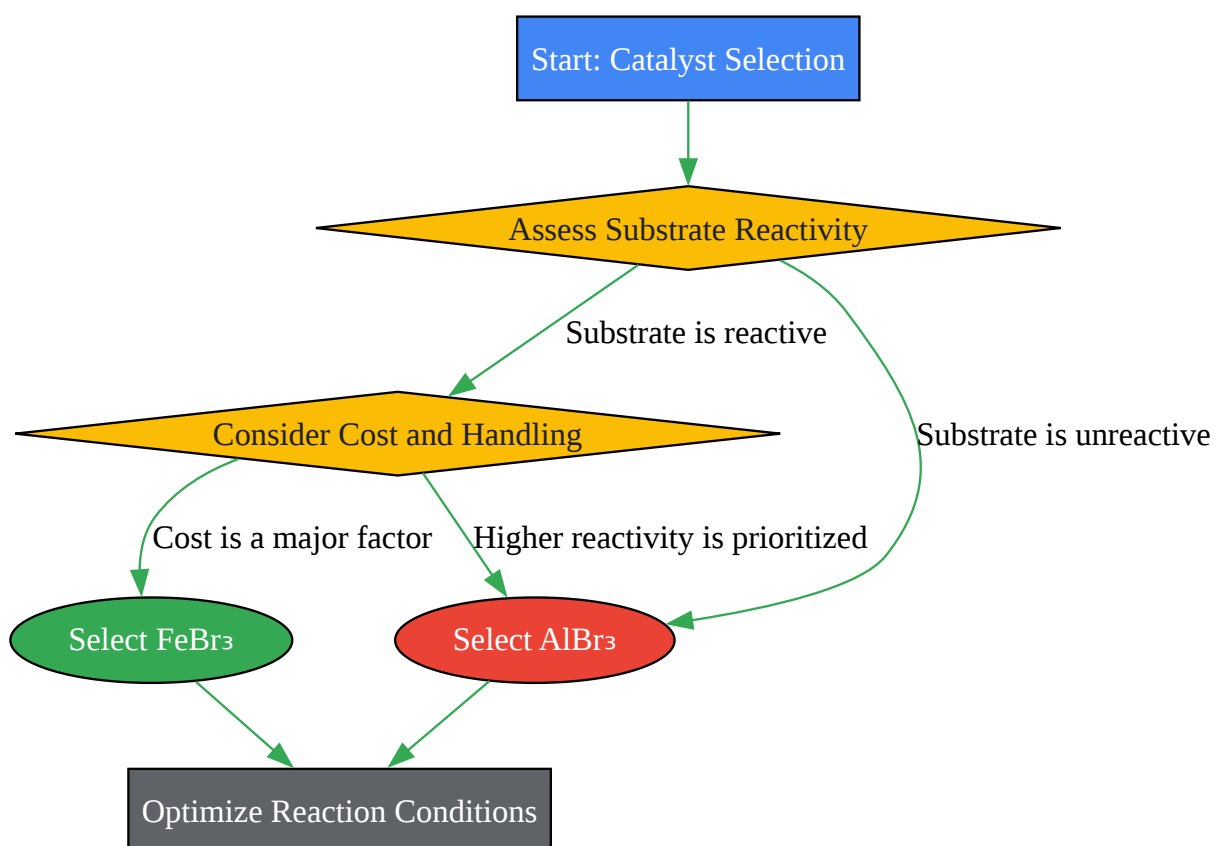 Start: Catalyst Selection
Assess Substrate Reactivity
Substrate is reactive
Consider Cost and Handling
Substrate is unreactive
Cost is a major factor
Higher reactivity is prioritized
Select FeBr₃
Select AlBr₃
Optimize Reaction Conditions